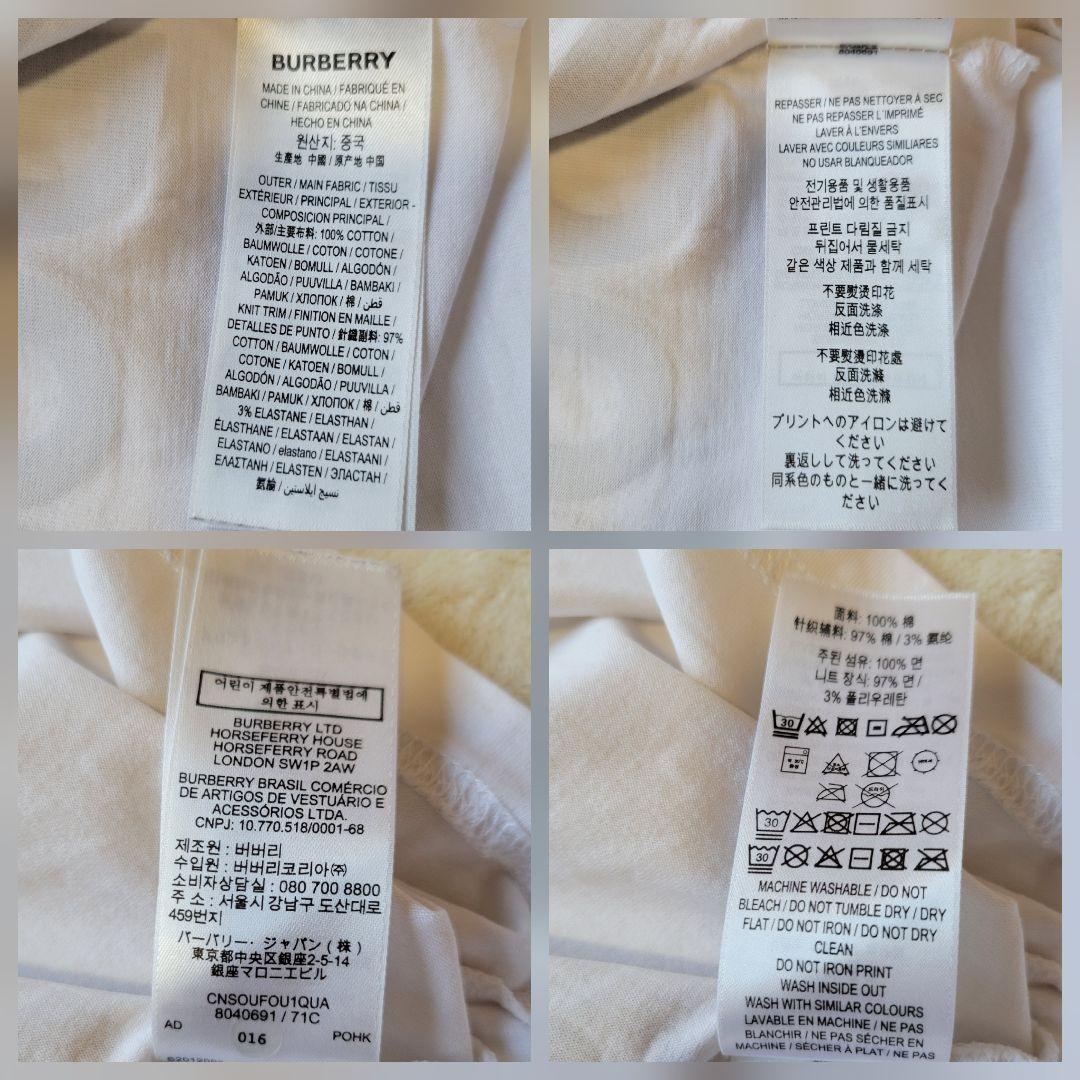 BURBERRY
MADE IN CHINA / FABRIQUÉ EN
CHINE / FABRICADO NA CHINA /
HECHO EN CHINA
원산지: 중국
生產地 中國 / 原产地 中国
OUTER / MAIN FABRIC / TISSU
EXTÉRIEUR / PRINCIPAL / EXTERIOR -
COMPOSICION PRINCIPAL /
外部/主要布料: 100% COTTON /
BAUMWOLLE / COTON / COTONE /
KATOEN / BOMULL / ALGODÓN /
ALGODÃO / PUUVILLA / BAMBAKI /
PAMUK / ХЛОПОК / 棉 / قطن /
KNIT TRIM / FINITION EN MAILLE /
DETALLES DE PUNTO / 針織副料: 97%
COTTON / BAUMWOLLE / COTON /
COTONE / KATOEN / BOMULL /
ALGODÓN / ALGODÃO / PUUVILLA /
BAMBAKI / PAMUK / ХЛОПОК / 棉 / قطن
3% ELASTANE / ELASTHAN /
ÉLASTHANE / ELASTAAN / ELASTAN /
ELASTANO / elastano / ELASTAANI /
ΕΛΑΣΤΑΝΗ / ELASTEN / ЭЛАСТАН /
氨綸 / نسيج ايلاستين
8040691
REPASSER / NE PAS NETTOYER À SEC
NE PAS REPASSER L'IMPRIMÉ
LAVER À L'ENVERS
LAVER AVEC COULEURS SIMILIARES
NO USAR BLANQUEADOR
전기용품 및 생활용품
안전관리법에 의한 품질표시
프린트 다림질 금지
뒤집어서 물세탁
같은 색상 제품과 함께 세탁
不要熨烫印花
反面洗涤
相近色洗涤
不要熨燙印花處
反面洗滌
相近色洗滌
プリントへのアイロンは避けて
ください
裏返しして洗ってください
同系色のものと一緒に洗ってく
ださい
어린이 제품안전특별법에
의한 표시
BURBERRY LTD
HORSEFERRY HOUSE
HORSEFERRY ROAD
LONDON SW1P 2AW
BURBERRY BRASIL COMÉRCIO
DE ARTIGOS DE VESTUÁRIO E
ACESSÓRIOS LTDA.
CNPJ: 10.770.518/0001-68
제조원 : 버버리
수입원 : 버버리코리아㈜
소비자상담실 : 080 700 8800
주 소 : 서울시 강남구 도산대로
459번지
バーバリー・ジャパン(株)
東京都中央区銀座2-5-14
銀座マロニエビル
CNSOUFOU1QUA
8040691 / 71C
AD 016 POHK
面料: 100% 棉
针织辅料: 97% 棉 / 3% 氨纶
주된 섬유: 100% 면
니트 장식: 97% 면 /
3% 폴리우레탄
30
30
30
MACHINE WASHABLE / DO NOT
BLEACH / DO NOT TUMBLE DRY / DRY
FLAT / DO NOT IRON / DO NOT DRY
CLEAN
DO NOT IRON PRINT
WASH INSIDE OUT
WASH WITH SIMILAR COLOURS
LAVABLE EN MACHINE / NE PAS
BLANCHIR / NE PAS SÉCHER EN
MACHINE / SÉCHER À PLAT / NE PAS